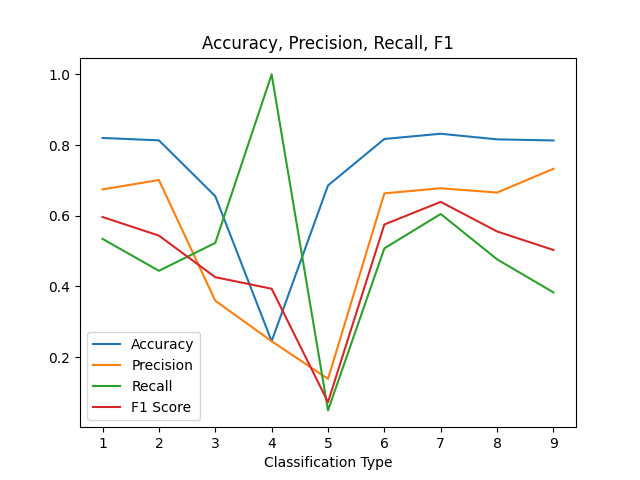 Accuracy, Precision, Recall, F1
1.0
0.8
0.6
0.4
0.2
Accuracy
Precision
Recall
F1 Score
1 2 3 4 5 6 7 8 9
Classification Type